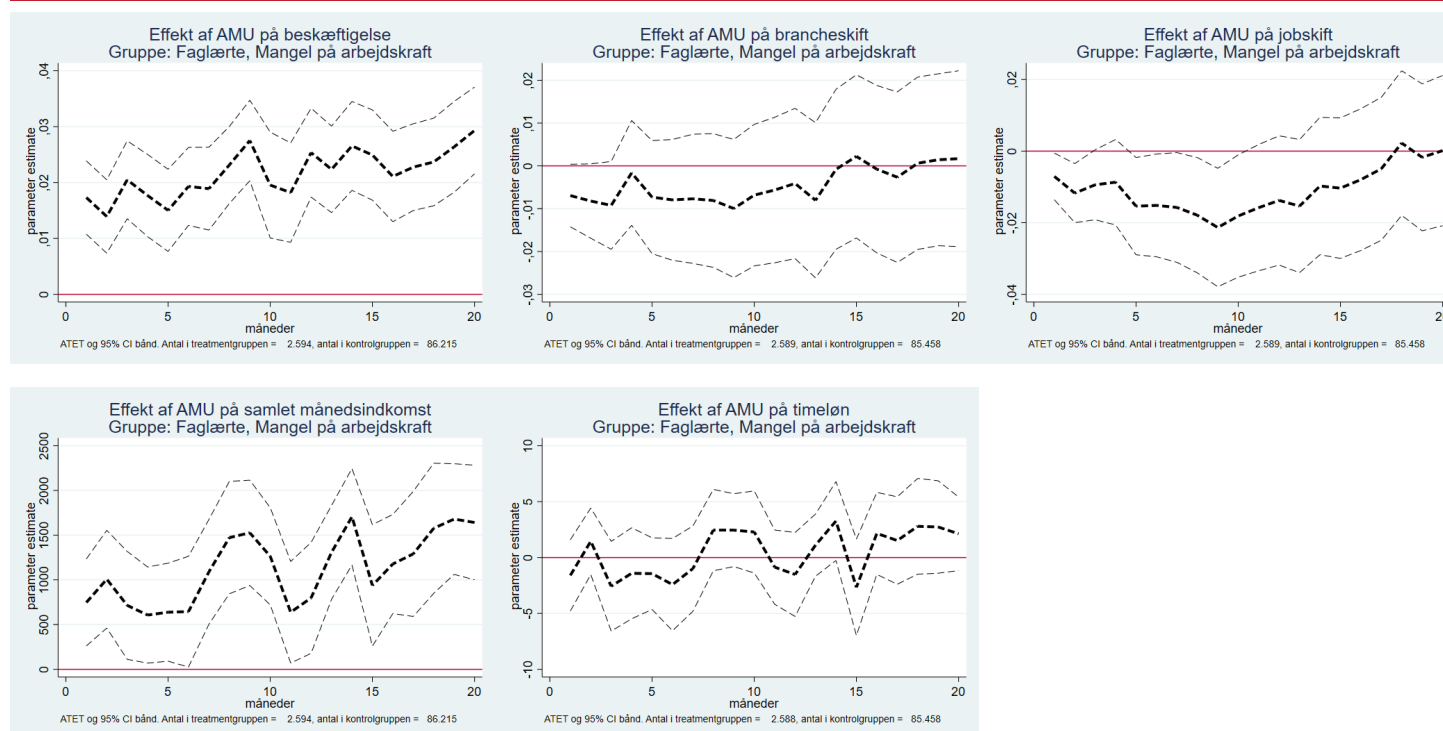 Effekt af AMU på beskæftigelse
Gruppe: Faglærte, Mangel på arbejdskraft
parameter estimate
,04
,03
,02
,01
0
0 5 10 15 20
måneder
ATET og 95% CI bånd. Antal i treatmentgruppen = 2.594, antal i kontrolgruppen = 86.215
Effekt af AMU på brancheskift
Gruppe: Faglærte, Mangel på arbejdskraft
parameter estimate
,02
,01
0
-,01
-,02
-,03
0 5 10 15 20
måneder
ATET og 95% CI bånd. Antal i treatmentgruppen = 2.589, antal i kontrolgruppen = 85.458
Effekt af AMU på jobskift
Gruppe: Faglærte, Mangel på arbejdskraft
parameter estimate
,02
0
-,02
-,04
0 5 10 15
måneder
ATET og 95% CI bånd. Antal i treatmentgruppen = 2.589, antal i kontrolgruppen = 85.458
Effekt af AMU på samlet månedsindkomst
Gruppe: Faglærte, Mangel på arbejdskraft
parameter estimate
2500
2000
1500
1000
500
0
0 5 10 15 20
måneder
ATET og 95% CI bånd. Antal i treatmentgruppen = 2.594, antal i kontrolgruppen = 86.215
Effekt af AMU på timeløn
Gruppe: Faglærte, Mangel på arbejdskraft
parameter estimate
10
5
0
-5
-10
0 5 10 15 20
måneder
ATET og 95% CI bånd. Antal i treatmentgruppen = 2.588, antal i kontrolgruppen = 85.458